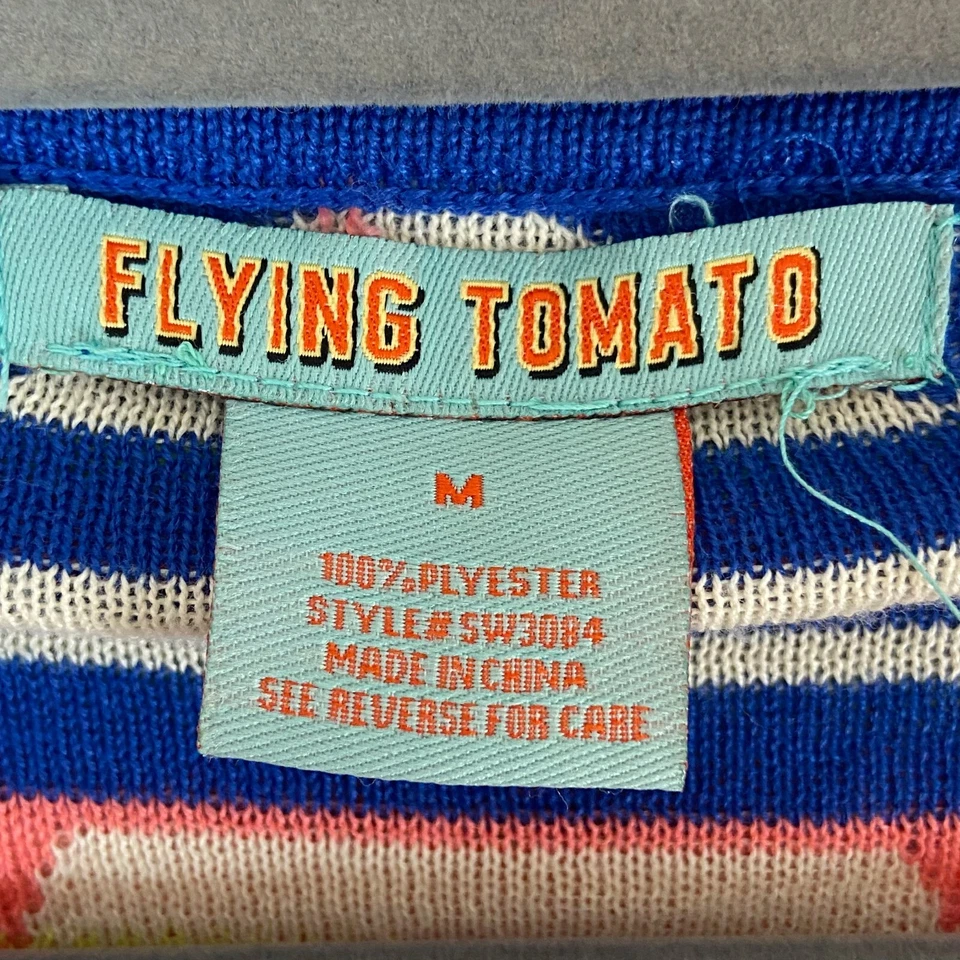 FLYING TOMATO
M
100%PLYESTER
STYLE#SW3084
MADE IN CHINA
SEE REVERSE FOR CARE